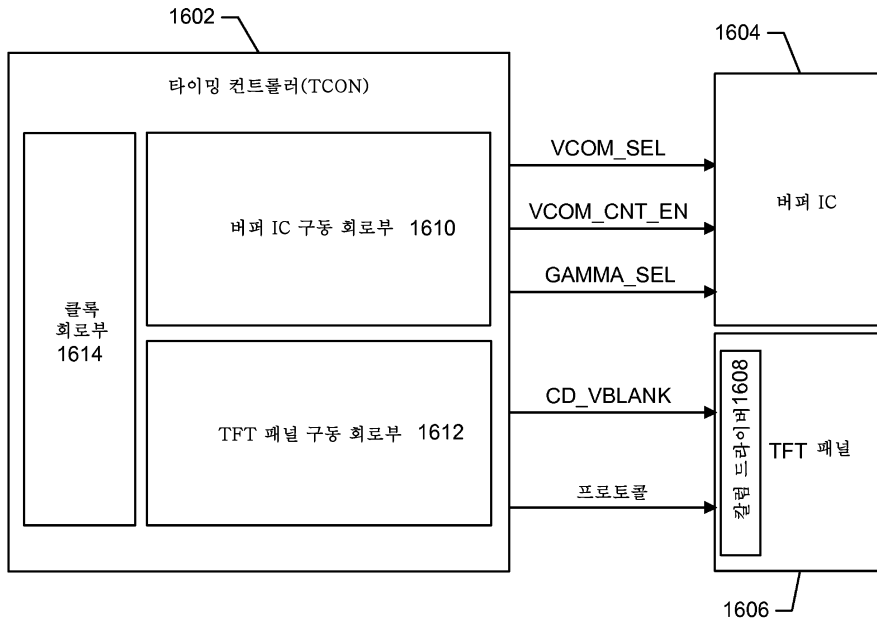 1602
1604
타이밍 컨트롤러(TCON)
VCOM_SEL
버퍼 IC 구동 회로부 1610
VCOM_CNT_EN
버퍼 IC
GAMMA_SEL
클록
회로부
1614
TFT 패널 구동 회로부 1612
CD_VBLANK
프로토콜
칼럼 드라이버1608
TFT 패널
1606